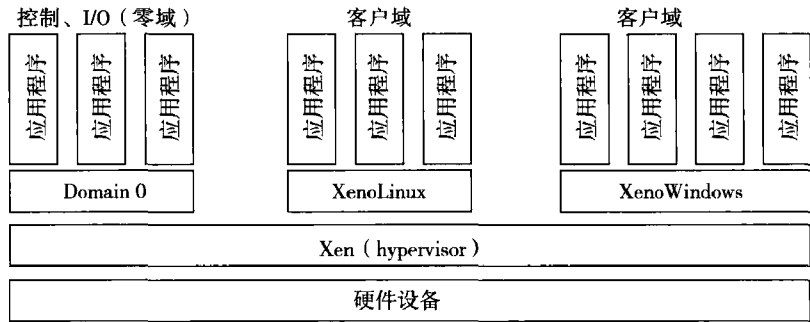 控制、I/O（零域） 客户域 客户域
应用程序 应用程序 应用程序 应用程序 应用程序 应用程序 应用程序 应用程序 应用程序 应用程序
Domain 0 XenoLinux XenoWindows
Xen（hypervisor）
硬件设备